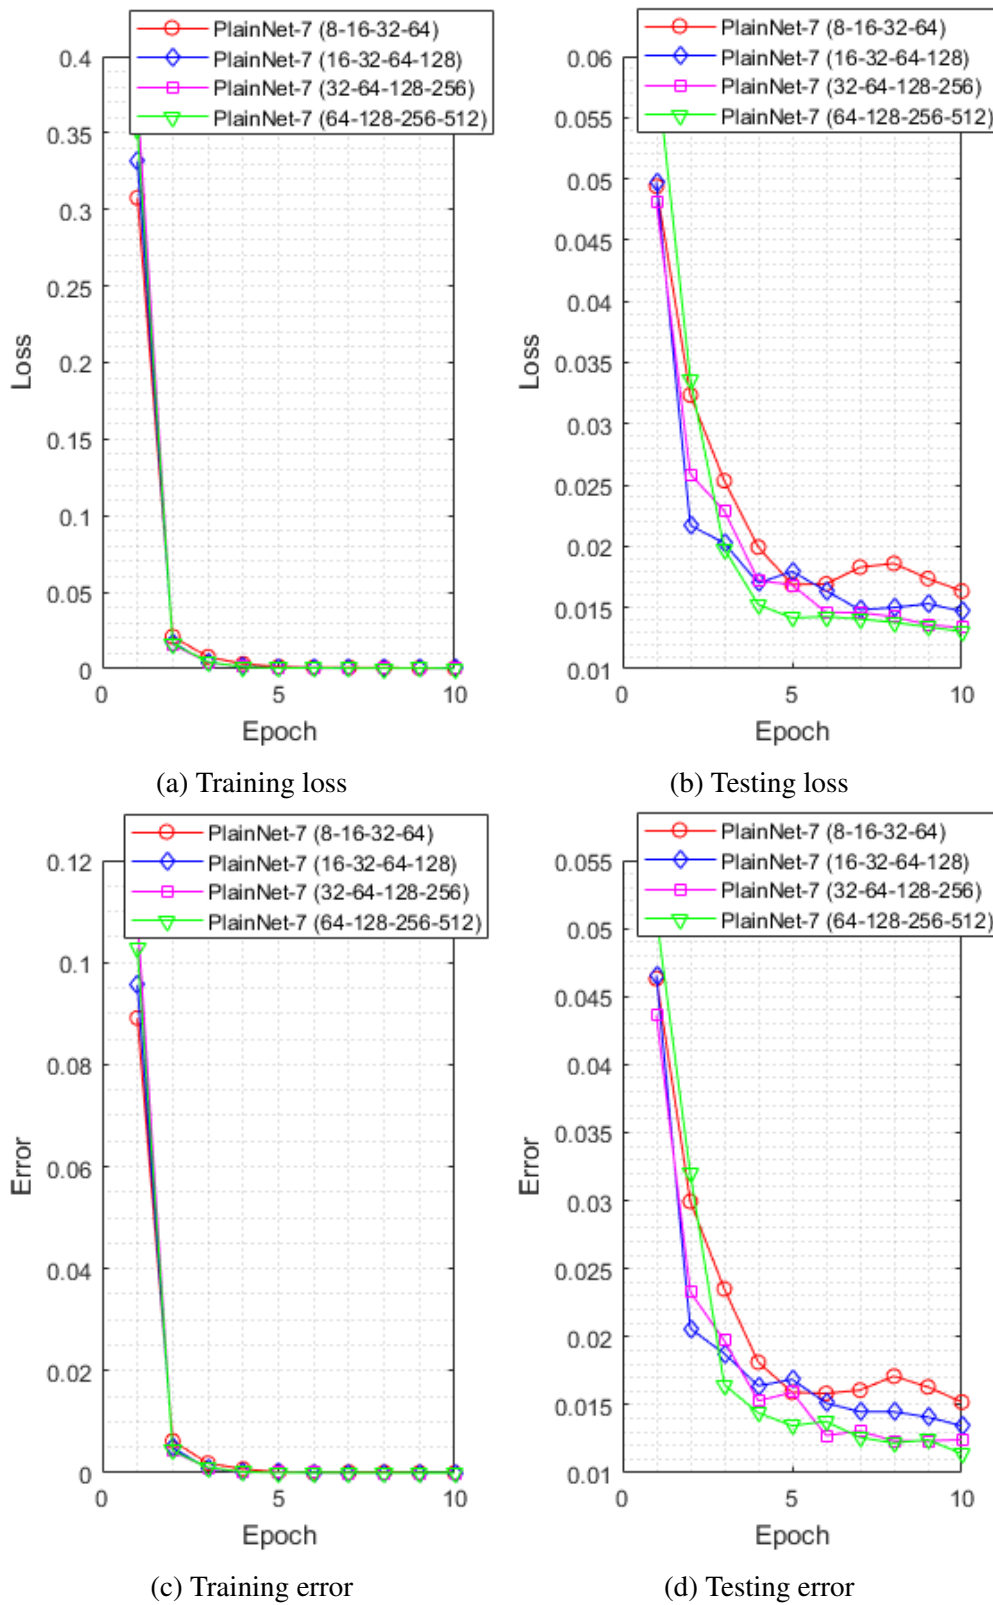 PlainNet-7 (8-16-32-64)
PlainNet-7 (16-32-64-128)
PlainNet-7 (32-64-128-256)
PlainNet-7 (64-128-256-512)
0.4
0.35
0.3
0.25
0.2
0.15
0.1
0.05
0
Loss
0 5 10
Epoch
(a) Training loss
PlainNet-7 (8-16-32-64)
PlainNet-7 (16-32-64-128)
PlainNet-7 (32-64-128-256)
PlainNet-7 (64-128-256-512)
0.06
0.055
0.05
0.045
0.04
0.035
0.03
0.025
0.02
0.015
0.01
Loss
0 5 10
Epoch
(b) Testing loss
PlainNet-7 (8-16-32-64)
PlainNet-7 (16-32-64-128)
PlainNet-7 (32-64-128-256)
PlainNet-7 (64-128-256-512)
0.12
0.1
0.08
0.06
0.04
0.02
0
Error
0 5 10
Epoch
(c) Training error
PlainNet-7 (8-16-32-64)
PlainNet-7 (16-32-64-128)
PlainNet-7 (32-64-128-256)
PlainNet-7 (64-128-256-512)
0.055
0.05
0.045
0.04
0.035
0.03
0.025
0.02
0.015
0.01
Error
0 5 10
Epoch
(d) Testing error